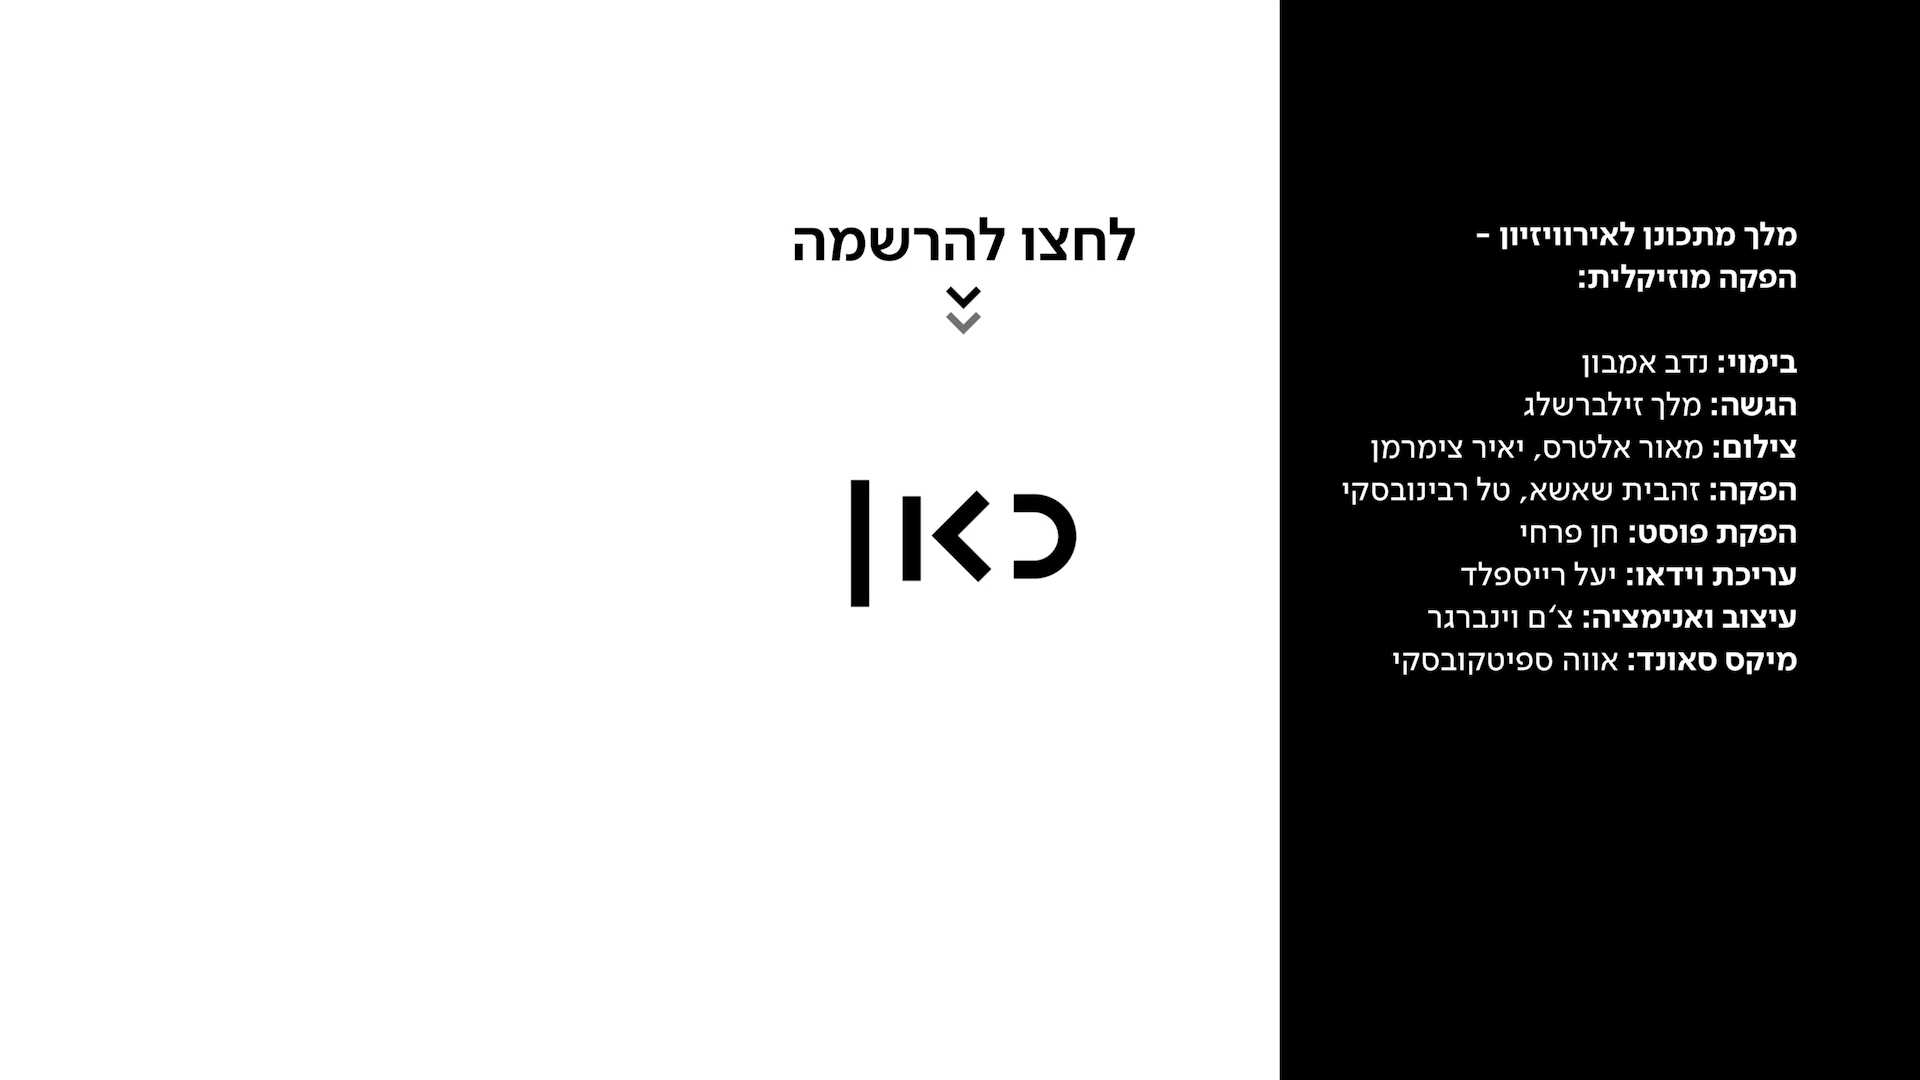 לחצו להרשמה
כאן
מלך מתכונן לאירוויזיון -
הפקה מוזיקלית:
בימוי: נדב אמבון
הגשה: מלך זילברשלג
צילום: מאור אלטרס, יאיר צימרמן
הפקה: זהבית שאשא, טל רבינובסקי
הפקת פוסט: חן פרחי
עריכת וידאו: יעל רייספלד
עיצוב ואנימציה: צ׳ם וינברגר
מיקס סאונד: אווה ספיטקובסקי